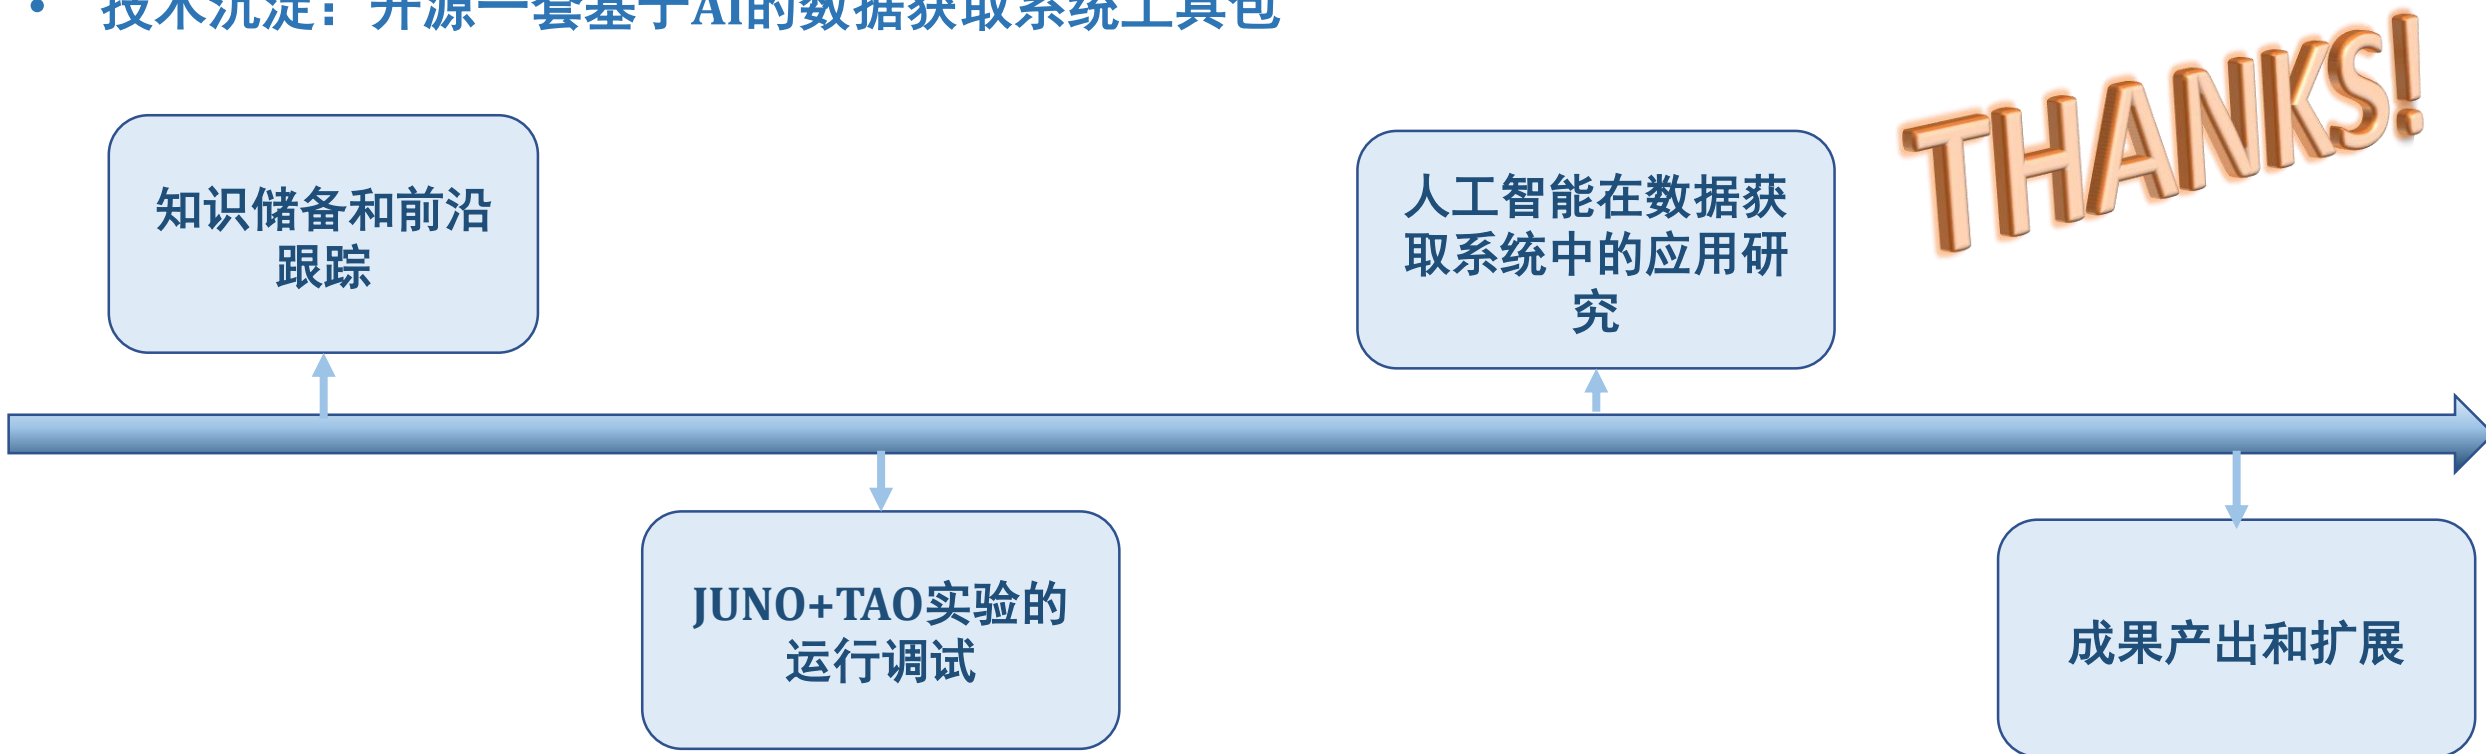 • 技术沉淀：开源一套基于AI的数据获取系统工具包
THANKS!
知识储备和前沿
跟踪
人工智能在数据获
取系统中的应用研
究
JUNO+TAO实验的
运行调试
成果产出和扩展